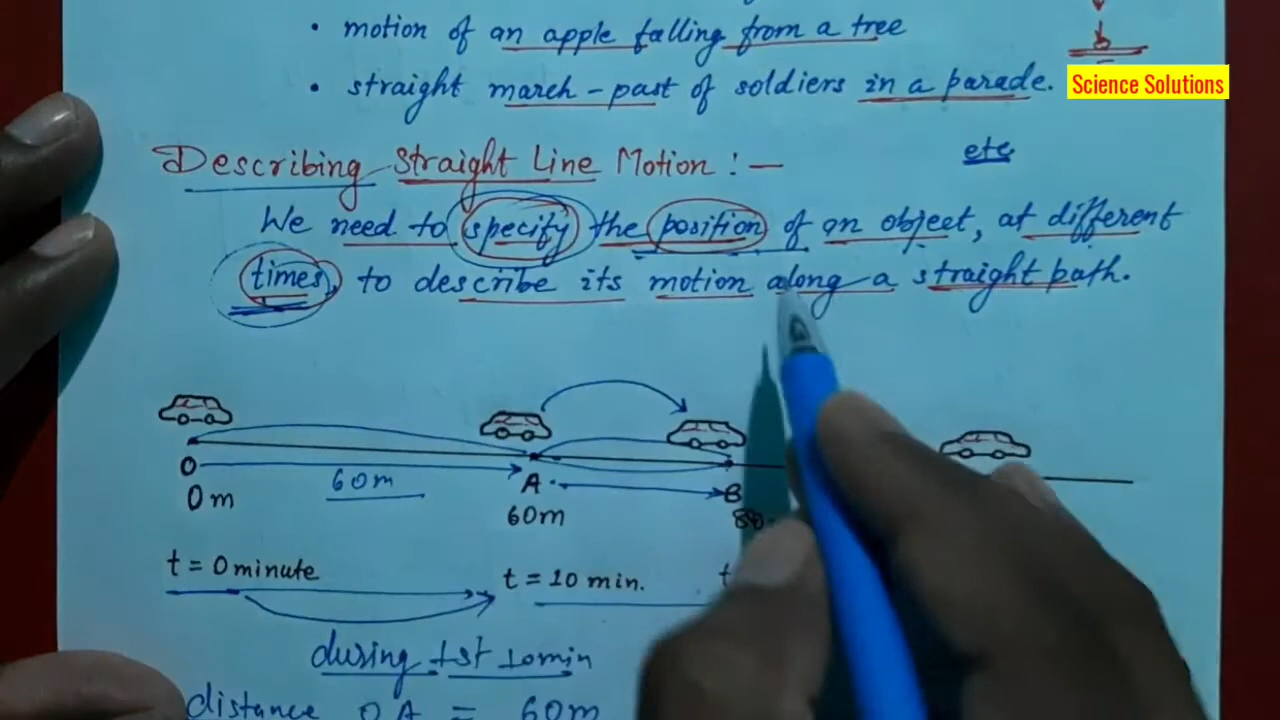 • motion of an apple falling from a tree
• straight march-past of soldiers in a parade.
etc
Science Solutions
Describing Straight Line Motion :—
We need to specify the position of an object, at different
times, to describe its motion along a straight path.
O A B
0m 60m 60m 80
t = 0 minute t = 10 min. t
during 1st 10min
distance OA = 60m